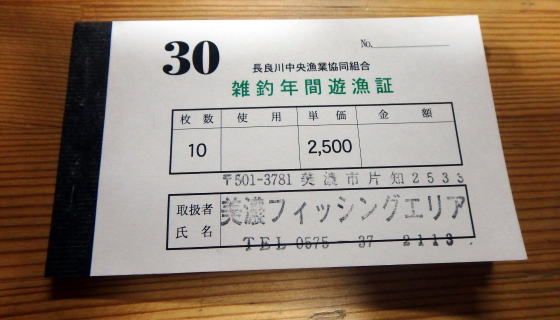 30
No.
長良川中央漁業協同組合
雑釣年間遊漁証
枚数 使用 単価 金額
10 2,500
〒501-3781 美濃市片知2533
取扱者 美濃フィッシングエリア
氏名
TEL 0575-37 2113